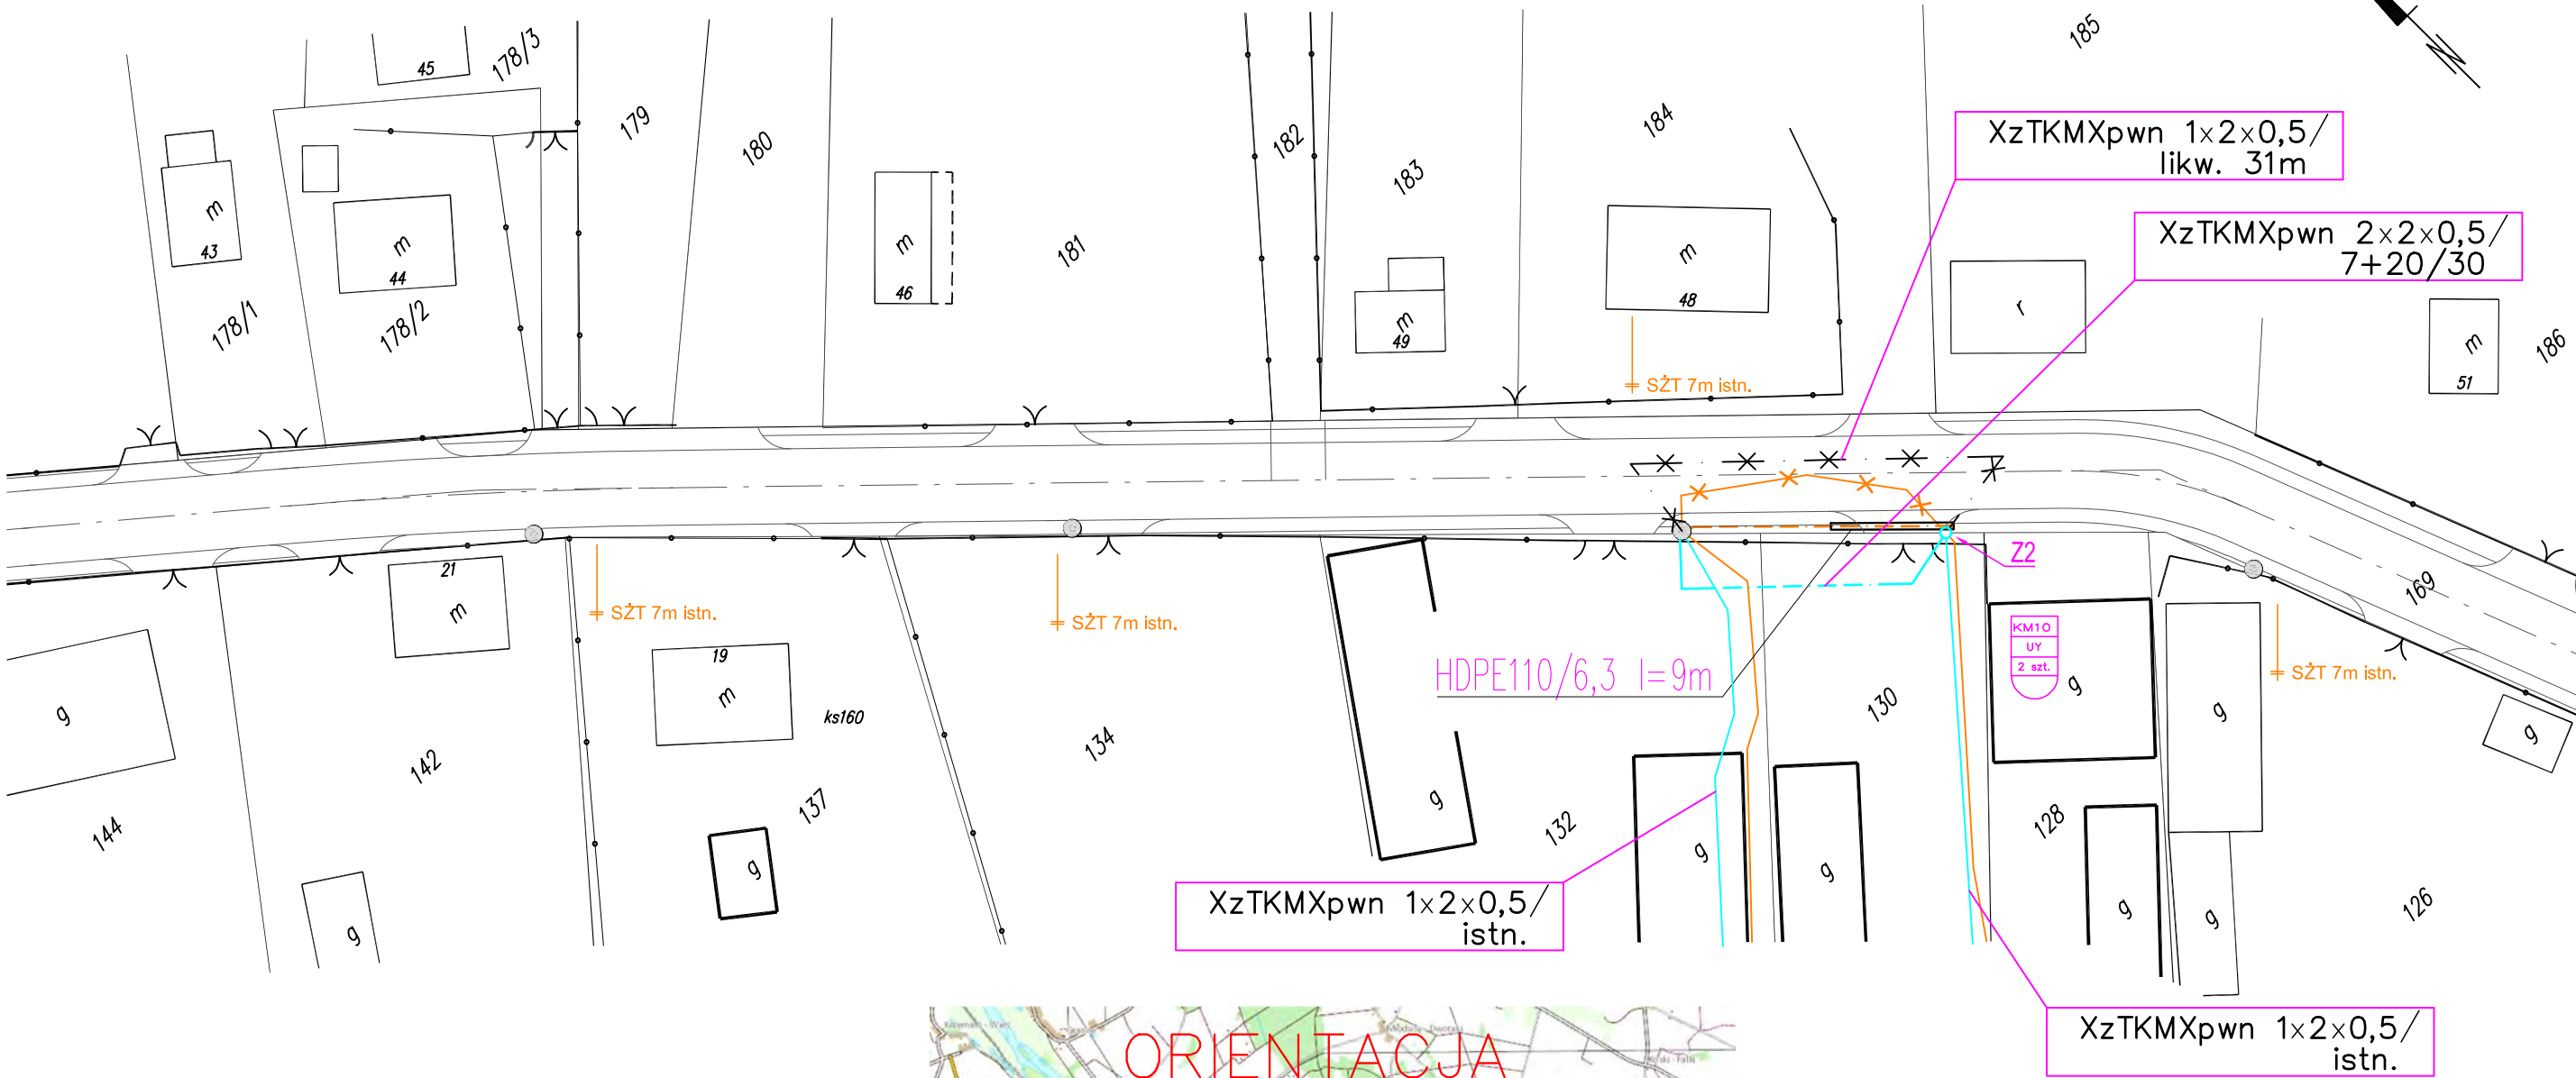 45
178/3
179
180
182
183
184
185
XzTKMXpwn 1x2x0,5/
likw. 31m
XzTKMXpwn 2x2x0,5/
7+20/30
N
m
43
178/1
m
44
178/2
m
46
181
m
49
m
48
r
m
51
186
SŻT 7m istn.
Z2
169
21
m
SŻT 7m istn.
SŻT 7m istn.
19
m
ks160
HDPE110/6,3 l=9m
KM10
UY
2 szt.
g
SŻT 7m istn.
g
g
g
144
142
137
134
g
132
130
128
126
g
g
g
g
g
g
XzTKMXpwn 1x2x0,5/
istn.
XzTKMXpwn 1x2x0,5/
istn.
ORIENTACJA